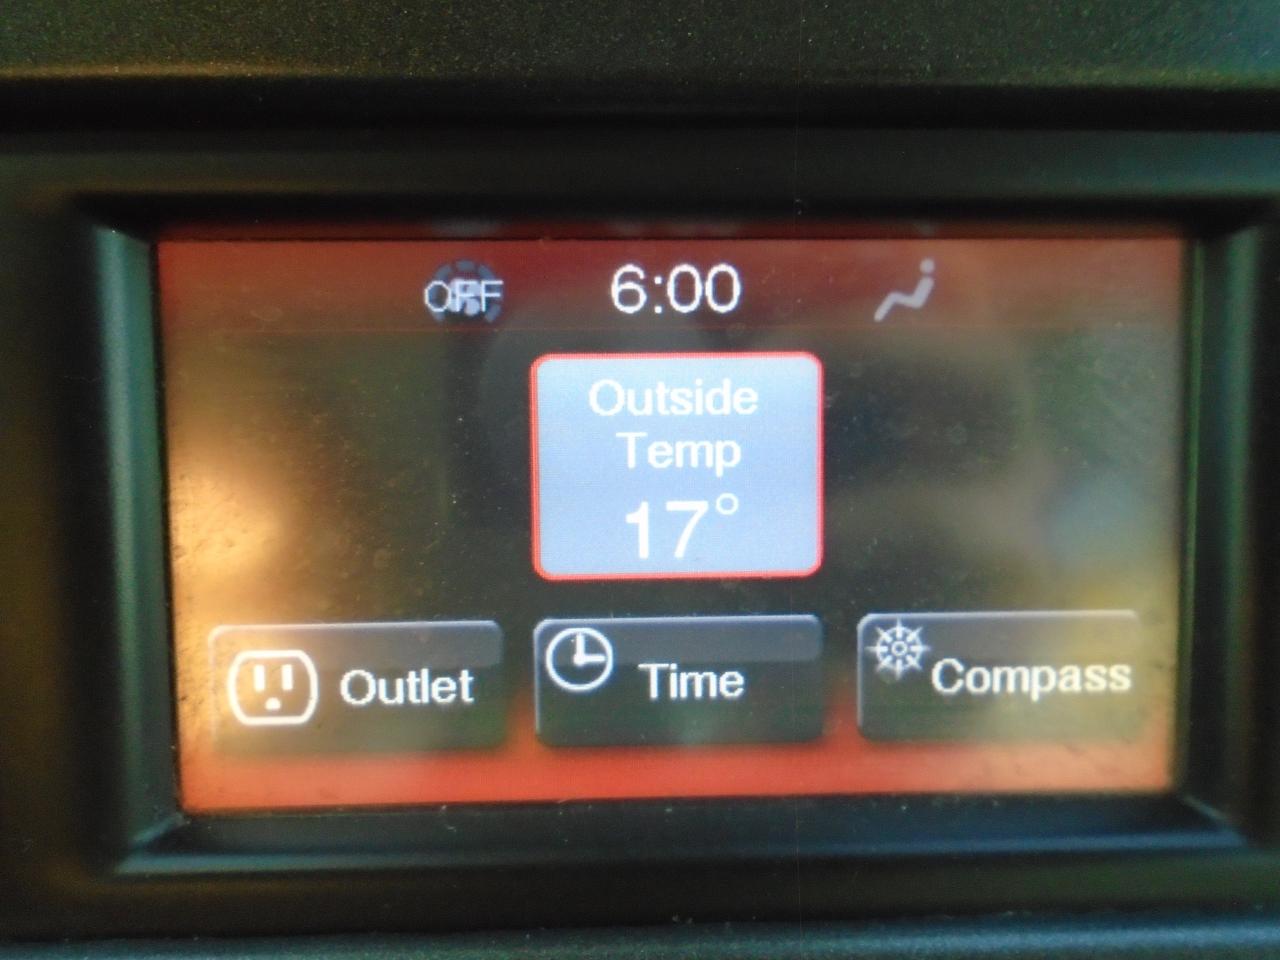 OFF 6:00
Outside
Temp
17°
Outlet Time Compass